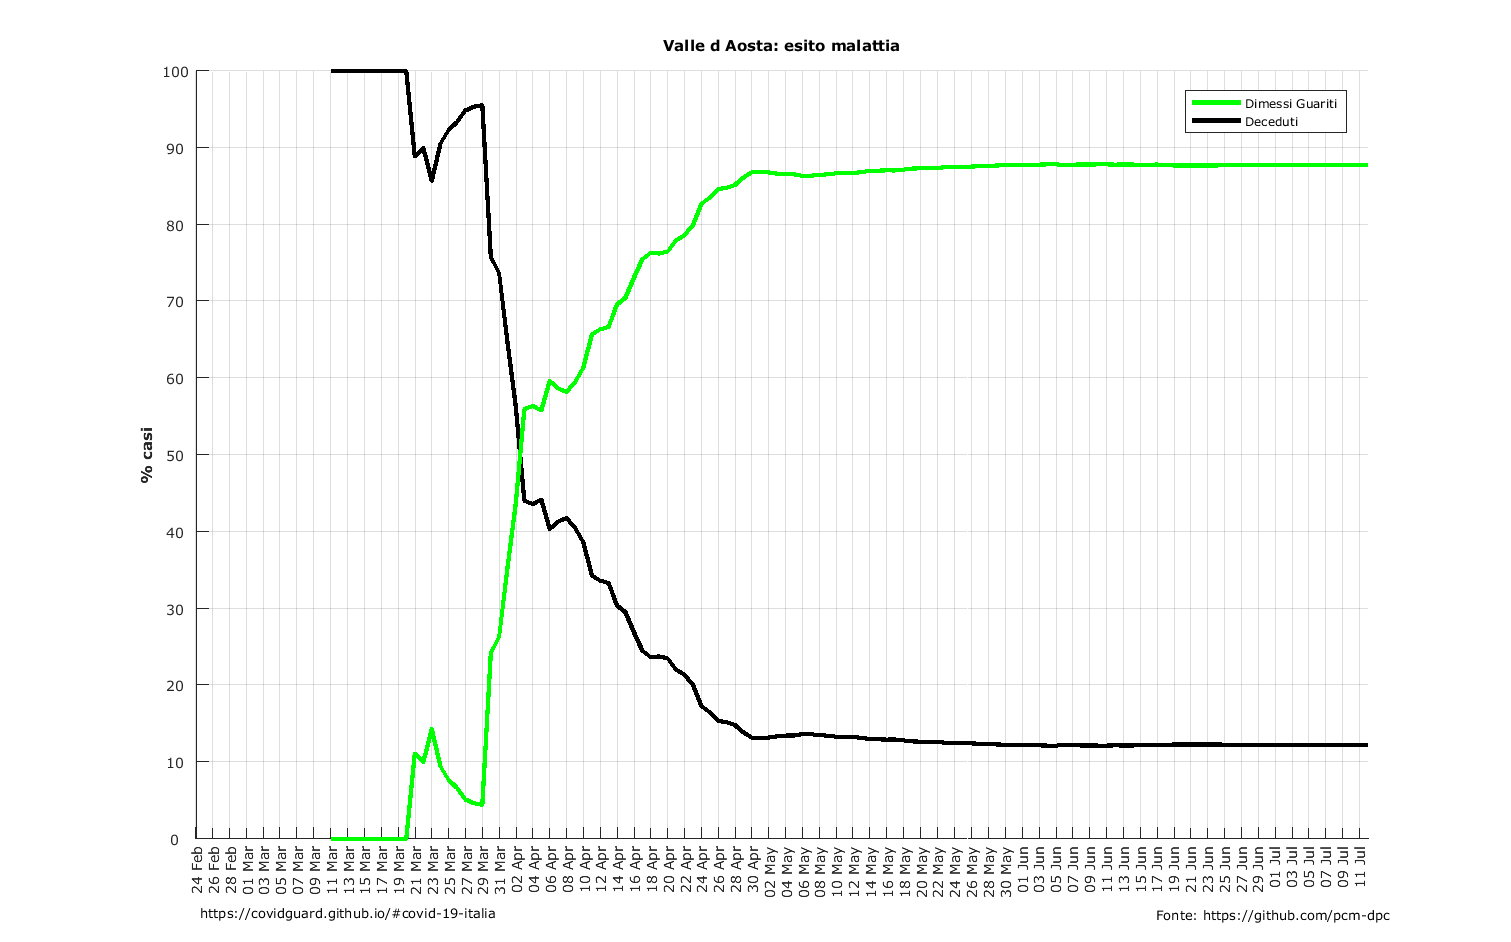 Valle d Aosta: esito malattia
Dimessi Guariti
Deceduti
% casi
100
90
80
70
60
50
40
30
20
10
0
24 Feb
26 Feb
28 Feb
01 Mar
03 Mar
05 Mar
07 Mar
09 Mar
11 Mar
13 Mar
15 Mar
17 Mar
19 Mar
21 Mar
23 Mar
25 Mar
27 Mar
29 Mar
31 Mar
02 Apr
04 Apr
06 Apr
08 Apr
10 Apr
12 Apr
14 Apr
16 Apr
18 Apr
20 Apr
22 Apr
24 Apr
26 Apr
28 Apr
30 Apr
02 May
04 May
06 May
08 May
10 May
12 May
14 May
16 May
18 May
20 May
22 May
24 May
26 May
28 May
30 May
01 Jun
03 Jun
05 Jun
07 Jun
09 Jun
11 Jun
13 Jun
15 Jun
17 Jun
19 Jun
21 Jun
23 Jun
25 Jun
27 Jun
29 Jun
01 Jul
03 Jul
05 Jul
07 Jul
09 Jul
11 Jul
https://covidguard.github.io/#covid-19-italia
Fonte: https://github.com/pcm-dpc